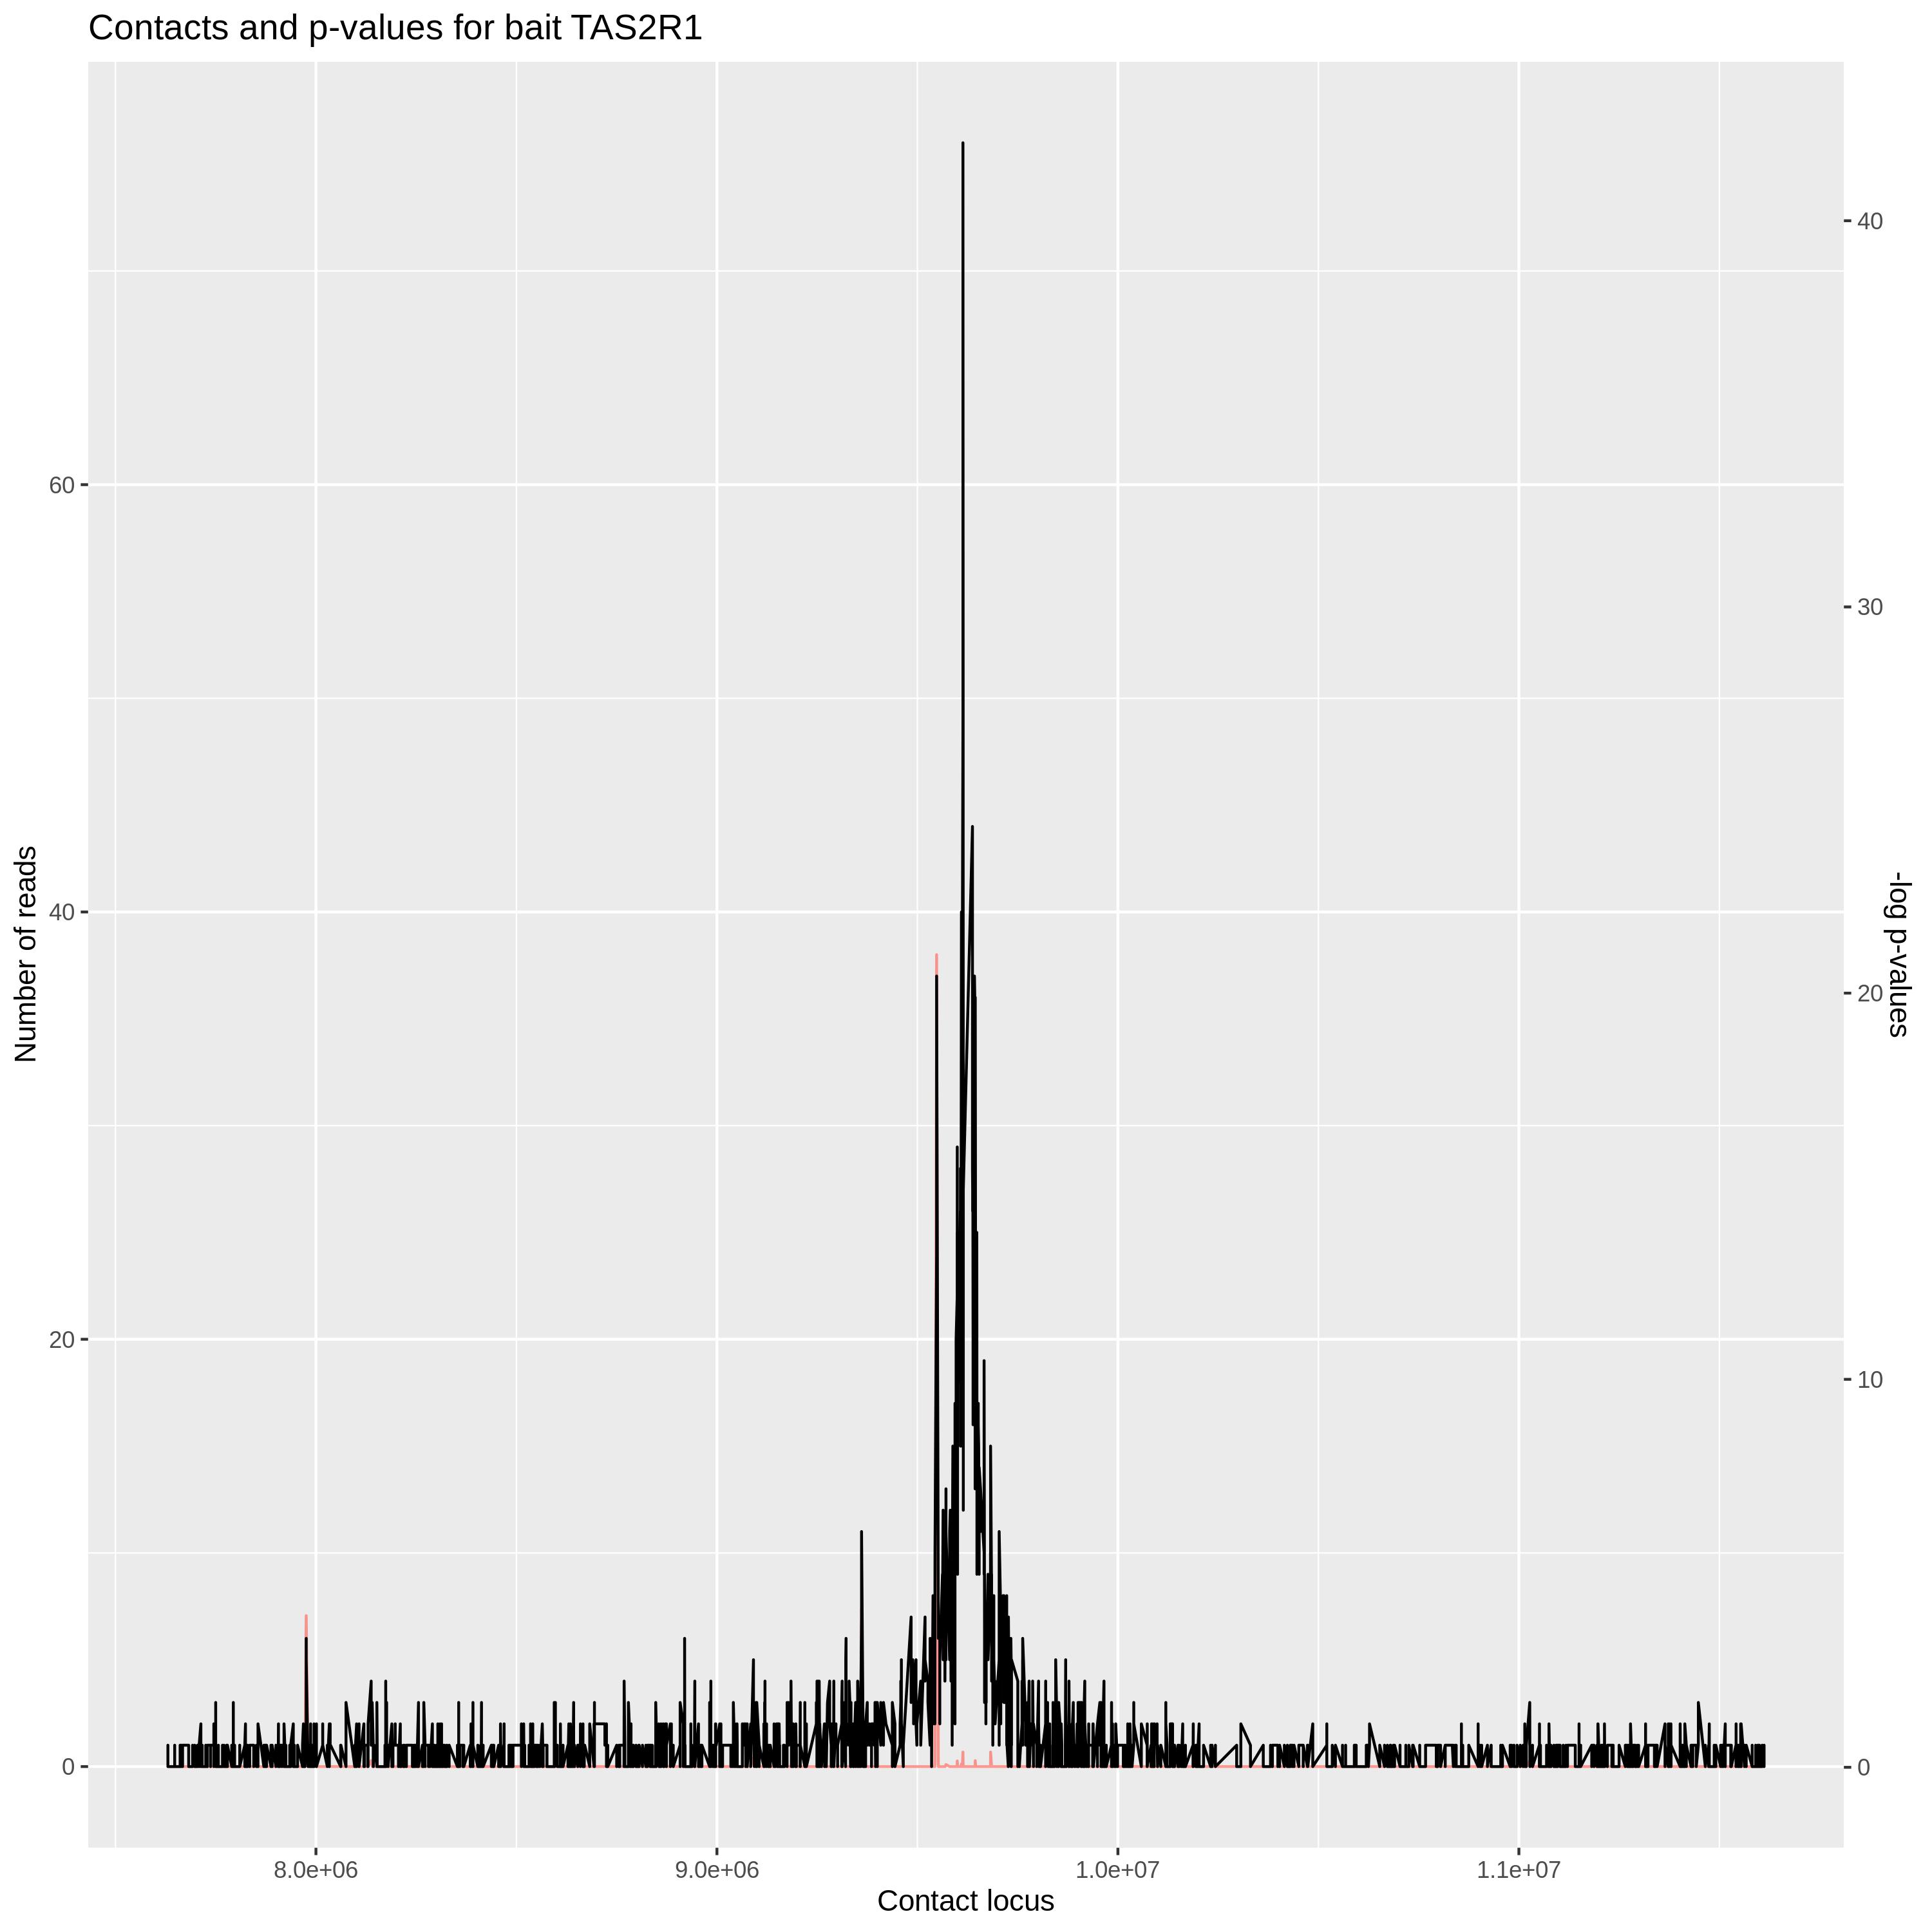 Contacts and p-values for bait TAS2R1
Number of reads
60
40
20
0
40
30
20
10
0
-log p-values
8.0e+06
9.0e+06
1.0e+07
1.1e+07
Contact locus